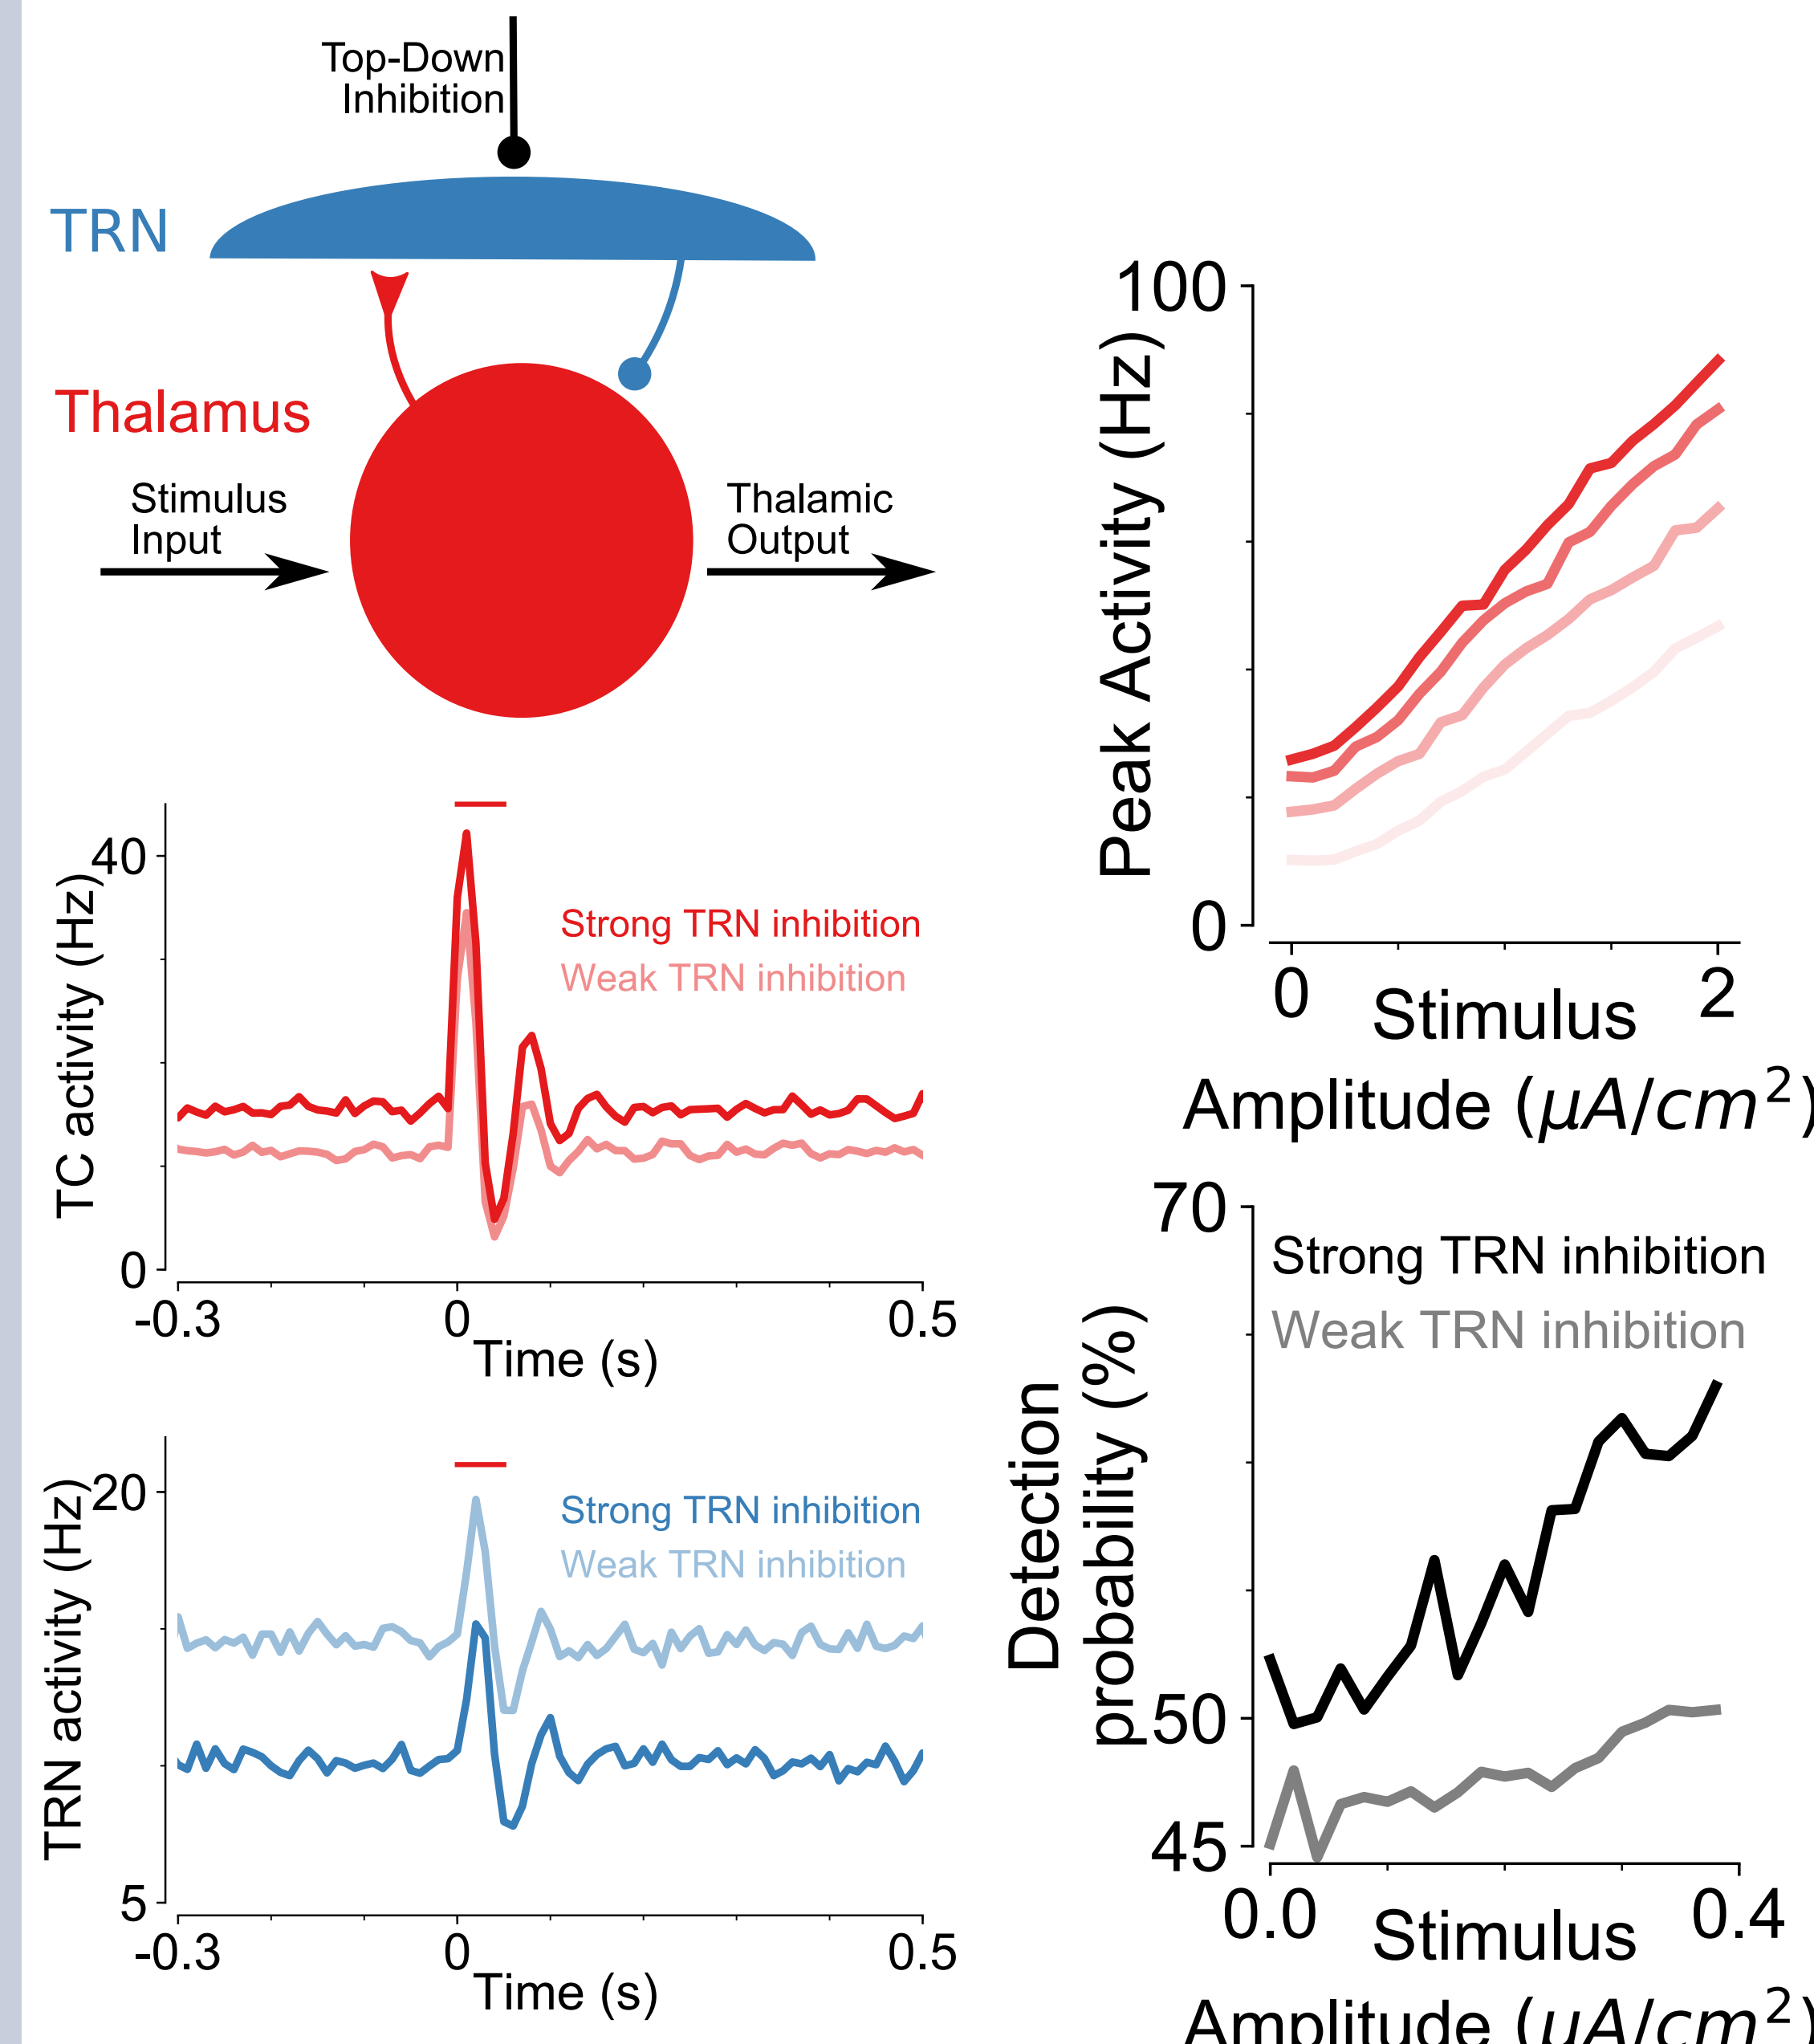 Top-Down
Inhibition
TRN
Thalamus
Stimulus
Input
Thalamic
Output
40
0
TC activity (Hz)
Strong TRN inhibition
Weak TRN inhibition
-0.3
0
0.5
Time (s)
20
5
TRN activity (Hz)
Strong TRN inhibition
Weak TRN inhibition
-0.3
0
0.5
Time (s)
100
0
Peak Activity (Hz)
0
2
Stimulus
Amplitude (μA/cm²)
70
50
45
Detection
probability (%)
Strong TRN inhibition
Weak TRN inhibition
0.0
0.4
Stimulus
Amplitude (μA/cm²)